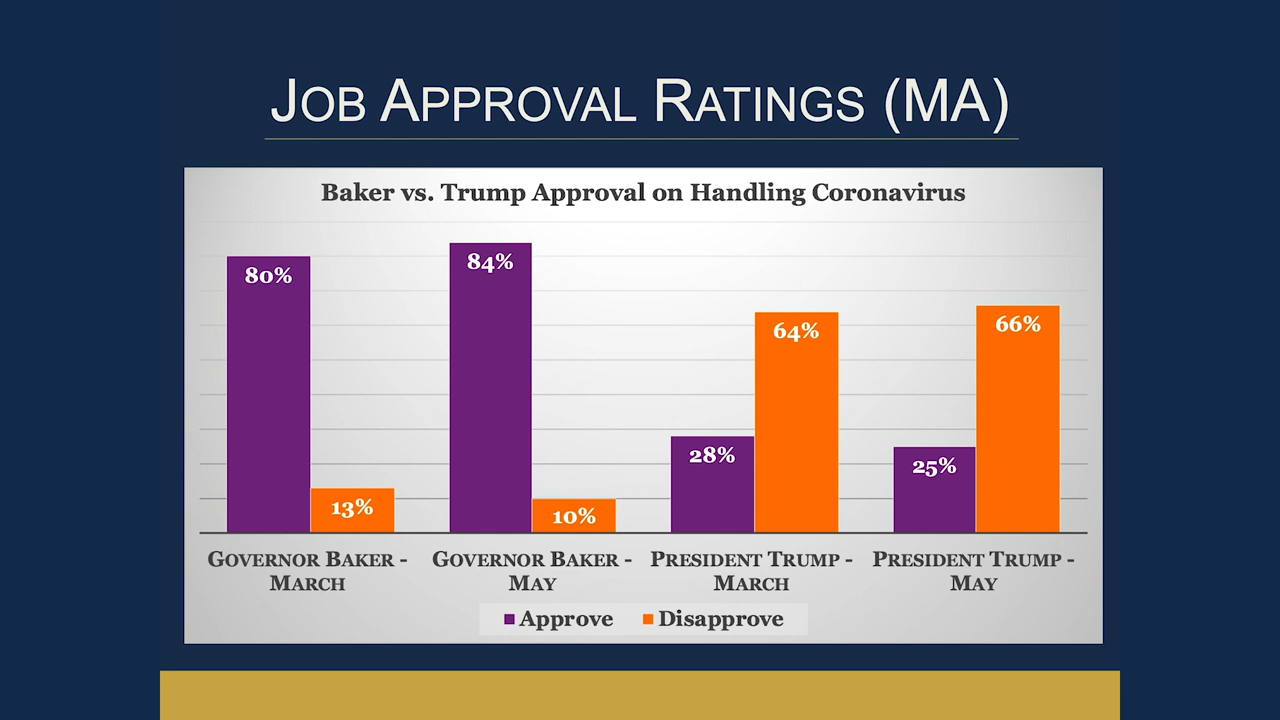 JOB APPROVAL RATINGS (MA)
Baker vs. Trump Approval on Handling Coronavirus
80%
84%
64%
66%
28%
25%
13%
10%
GOVERNOR BAKER - MARCH
GOVERNOR BAKER - MAY
PRESIDENT TRUMP - MARCH
PRESIDENT TRUMP - MAY
Approve
Disapprove